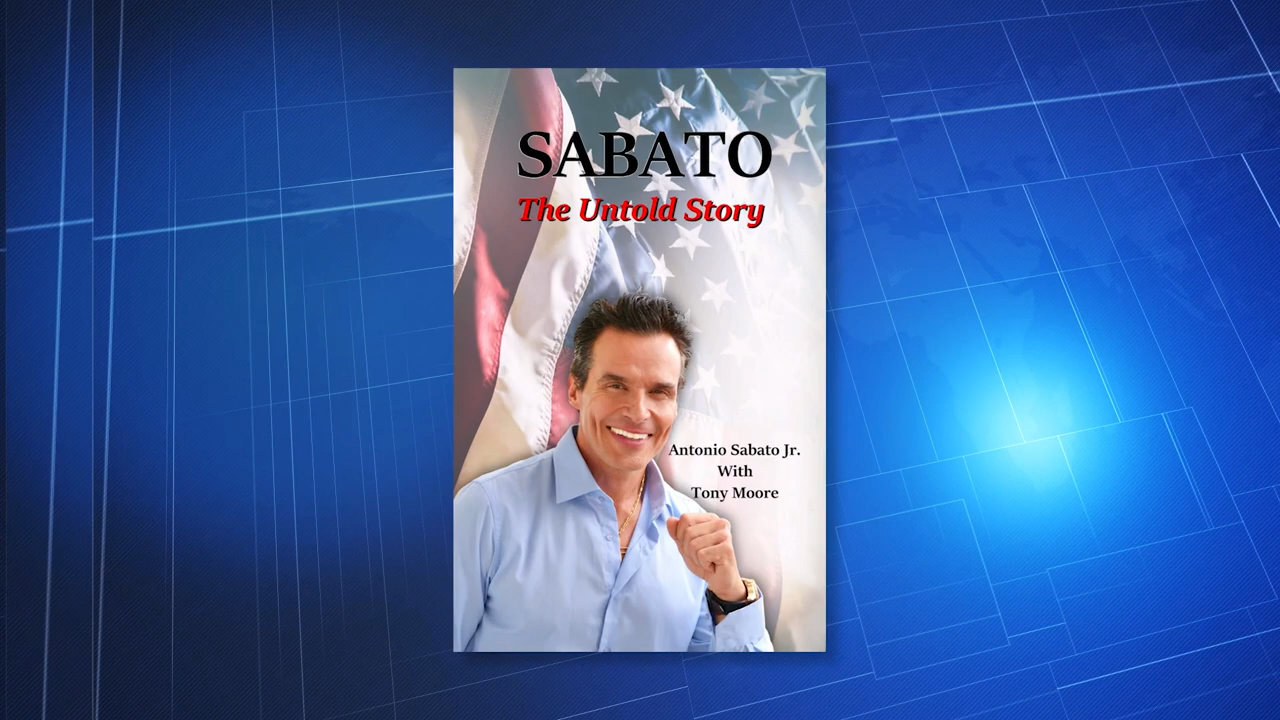 SABATO
The Untold Story
Antonio Sabato Jr.
With
Tony Moore